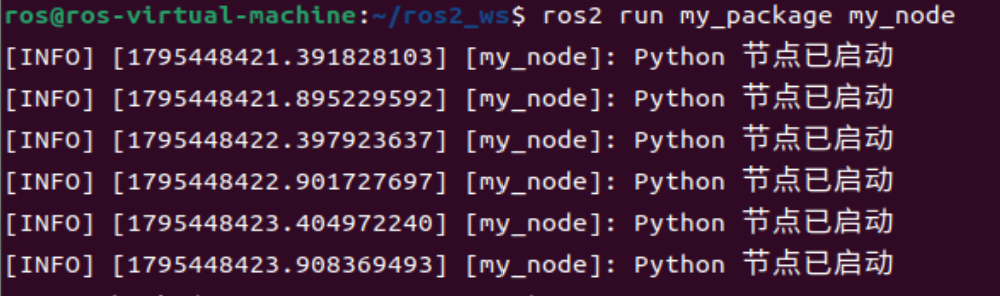 ros@ros-virtual-machine:~/ros2_ws$ ros2 run my_package my_node
[INFO] [1795448421.391828103] [my_node]: Python 节点已启动
[INFO] [1795448421.895229592] [my_node]: Python 节点已启动
[INFO] [1795448422.397923637] [my_node]: Python 节点已启动
[INFO] [1795448422.901727697] [my_node]: Python 节点已启动
[INFO] [1795448423.404972240] [my_node]: Python 节点已启动
[INFO] [1795448423.908369493] [my_node]: Python 节点已启动